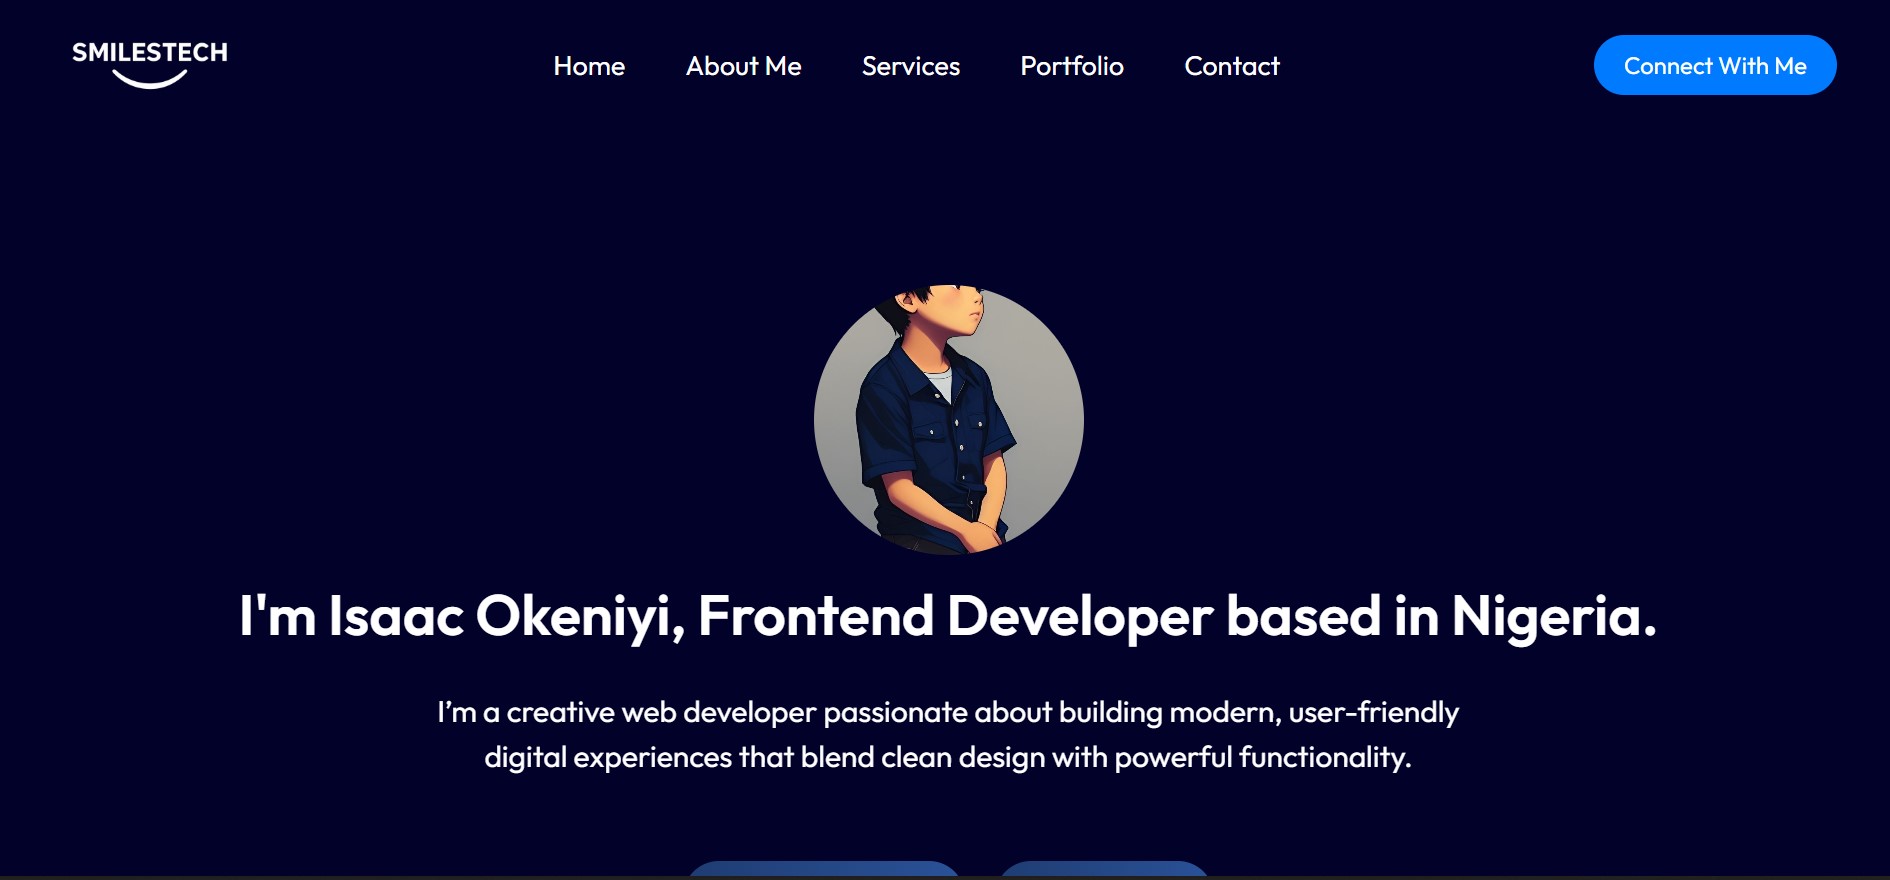 SMILESTECH
Home
About Me
Services
Portfolio
Contact
Connect With Me
I'm Isaac Okeniyi, Frontend Developer based in Nigeria.
I’m a creative web developer passionate about building modern, user-friendly
digital experiences that blend clean design with powerful functionality.